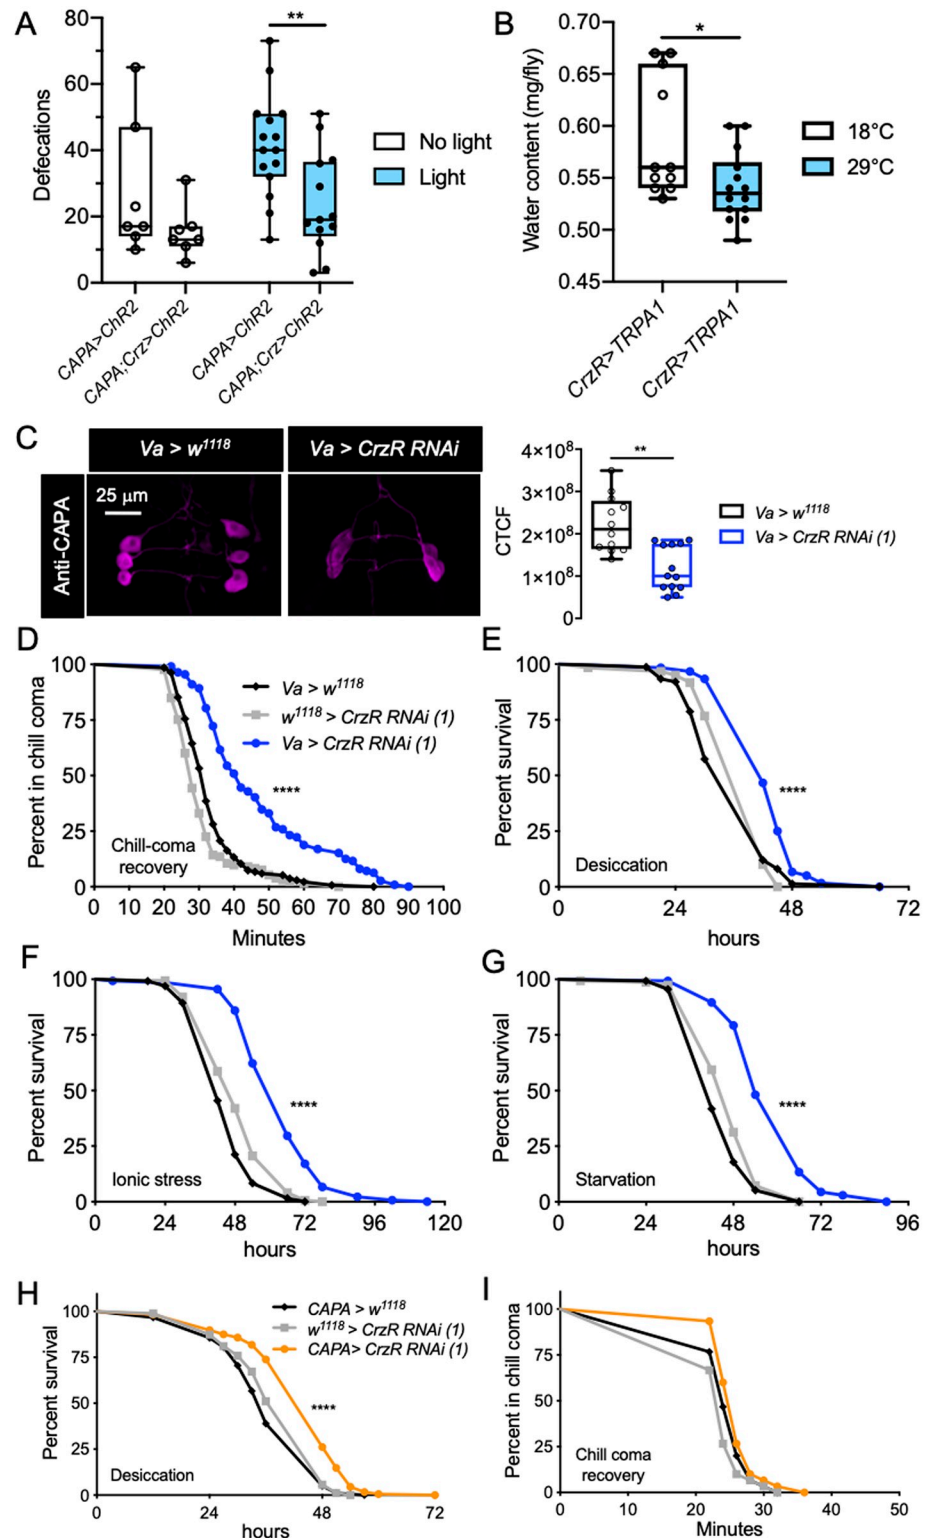 A
80
60
40
20
0
Defecations
**
No light
Light
CAPA>ChR2
CAPA;Crz>ChR2
CAPA>ChR2
CAPA;Crz>ChR2
B
0.70
0.65
0.60
0.55
0.50
0.45
Water content (mg/fly)
*
18°C
29°C
CrzR>TRPA1
CrzR>TRPA1
C
Va > w¹¹¹⁸
Va > CrzR RNAi
Anti-CAPA
25 µm
4×10⁸
3×10⁸
2×10⁸
1×10⁸
0
CTCF
**
Va > w¹¹¹⁸
Va > CrzR RNAi (1)
D
100
75
50
25
0
Percent in chill coma
Va > w¹¹¹⁸
w¹¹¹⁸ > CrzR RNAi (1)
Va > CrzR RNAi (1)
****
Chill-coma
recovery
0 10 20 30 40 50 60 70 80 90 100
Minutes
E
100
75
50
25
0
Percent survival
****
Desiccation
0 24 48 72
hours
F
100
75
50
25
0
Percent survival
****
Ionic stress
0 24 48 72 96 120
hours
G
100
75
50
25
0
Percent survival
****
Starvation
0 24 48 72 96
hours
H
100
75
50
25
0
Percent survival
CAPA > w¹¹¹⁸
w¹¹¹⁸ > CrzR RNAi (1)
CAPA> CrzR RNAi (1)
****
Desiccation
0 24 48 72
hours
I
100
75
50
25
0
Percent in chill coma
Chill coma
recovery
0 10 20 30 40 50
Minutes